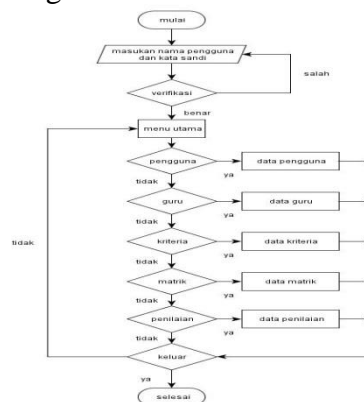 mulai
masukan nama pengguna
dan kata sandi
salah
verifikasi
benar
menu utama
pengguna
data pengguna
tidak
ya
guru
data guru
tidak
ya
kriteria
data kriteria
tidak
tidak
ya
matrik
data matrik
tidak
ya
penilaian
data penilaian
tidak
ya
keluar
ya
selesai